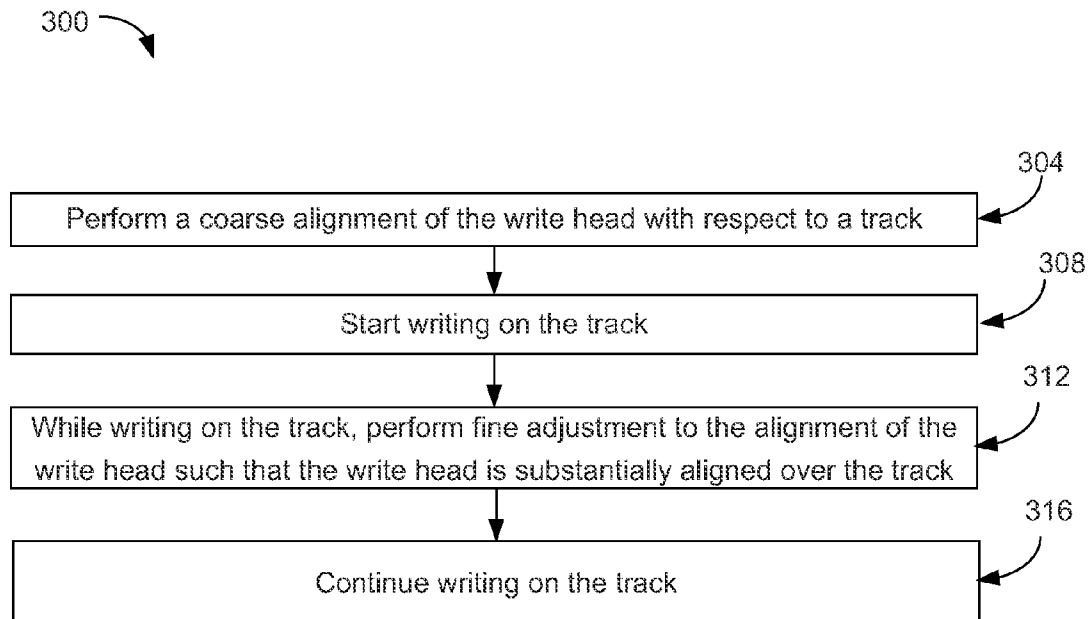 300
304
Perform a coarse alignment of the write head with respect to a track
308
Start writing on the track
312
While writing on the track, perform fine adjustment to the alignment of the
write head such that the write head is substantially aligned over the track
316
Continue writing on the track